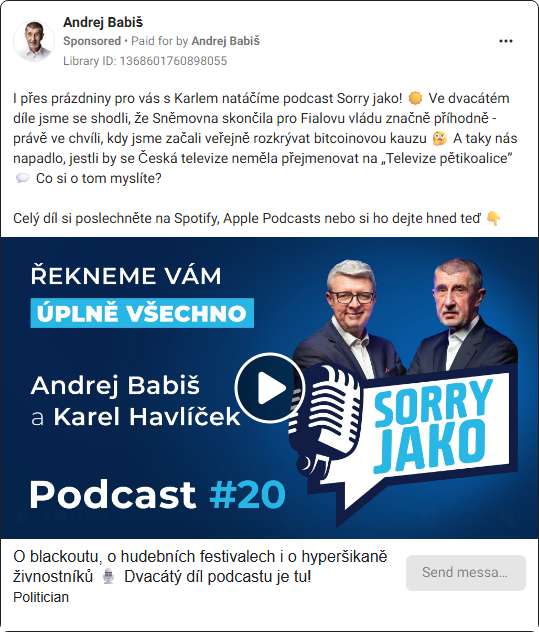 Andrej Babiš
Sponsored • Paid for by Andrej Babiš
Library ID: 1368601760898055
I přes prázdniny pro vás s Karlem natáčíme podcast Sorry jako! 🌞 Ve dvacátém
díle jsme se shodli, že Sněmovna skončila pro Fialovu vládu značně příhodně -
právě ve chvíli, kdy jsme začali veřejně rozkrývat bitcoinovou kauzu 🫣 A taky nás
napadlo, jestli by se Česká televize neměla přejmenovat na „Televize pětikoalice”
💬 Co si o tom myslíte?
Celý díl si poslechněte na Spotify, Apple Podcasts nebo si ho dejte hned teď 👇
ŘEKNEME VÁM
ÚPLNĚ VŠECHNO
Andrej Babiš
a Karel Havlíček
SORRY
JAKO
Podcast #20
O blackoutu, o hudebních festivalech i o hyperšikaně
živnostníků 🎙️ Dvacátý díl podcastu je tu!
Politician
Send messa...